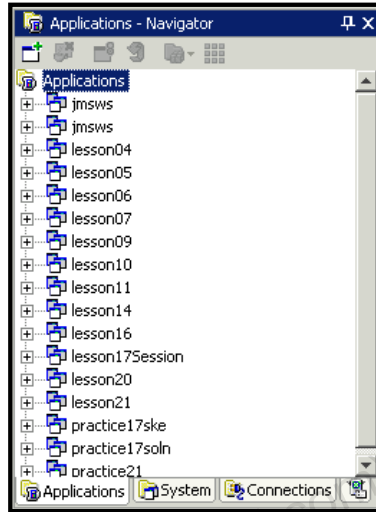 Applications - Navigator
Applications
jmsws
jmsws
lesson04
lesson05
lesson06
lesson07
lesson09
lesson10
lesson11
lesson14
lesson16
lesson17Session
lesson20
lesson21
practice17ske
practice17soln
practice21
Applications System Connections